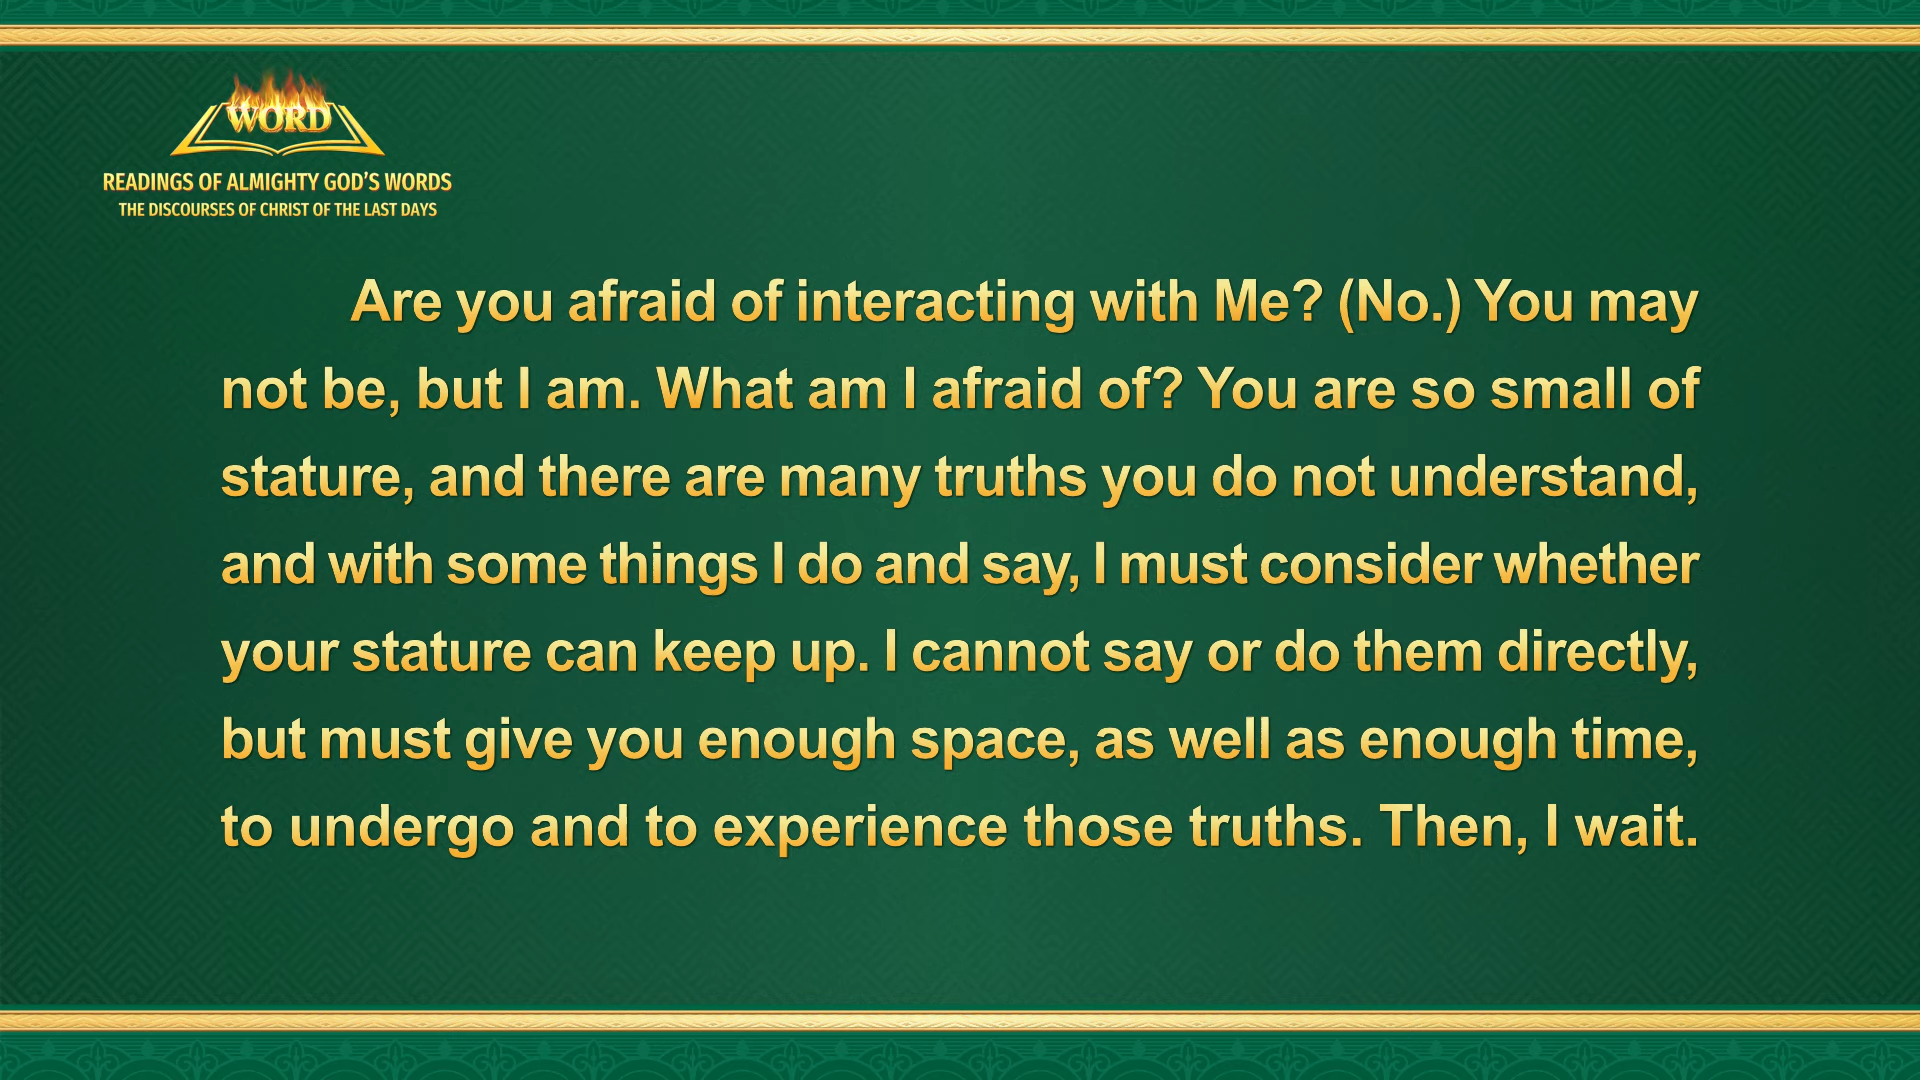 WORD
READINGS OF ALMIGHTY GOD'S WORDS
THE DISCOURSES OF CHRIST OF THE LAST DAYS
Are you afraid of interacting with Me? (No.) You may
not be, but I am. What am I afraid of? You are so small of
stature, and there are many truths you do not understand,
and with some things I do and say, I must consider whether
your stature can keep up. I cannot say or do them directly,
but must give you enough space, as well as enough time,
to undergo and to experience those truths. Then, I wait.